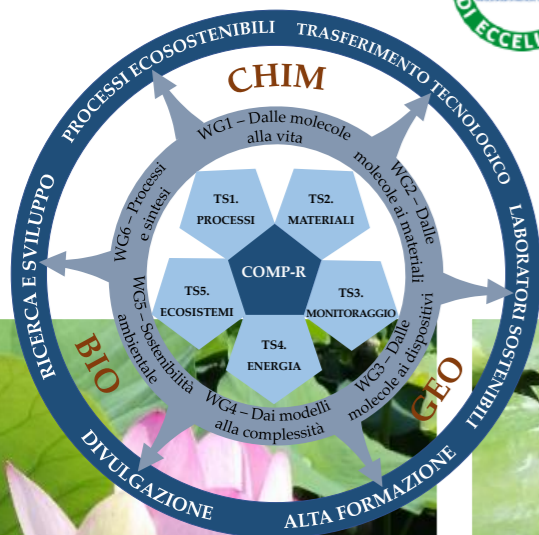 DI ECCELL
PROCESSI ECOSOSTENIBILI
TRASFERIMENTO TECNOLOGICO
LABORATORI SOSTENIBILI
ALTA FORMAZIONE
DIVULGAZIONE
RICERCA E SVILUPPO
CHIM
GEO
BIO
WG1 – Dalle molecole
alla vita
WG2 – Dalle
molecole ai materiali
WG3 – Dalle
molecole ai dispositivi
WG4 – Dai modelli
alla complessità
WG5 – Sostenibilità
ambientale
WG6 – Processi
e sintesi
TS1.
PROCESSI
TS2.
MATERIALI
TS3.
MONITORAGGIO
TS4.
ENERGIA
TS5.
ECOSISTEMI
COMP-R